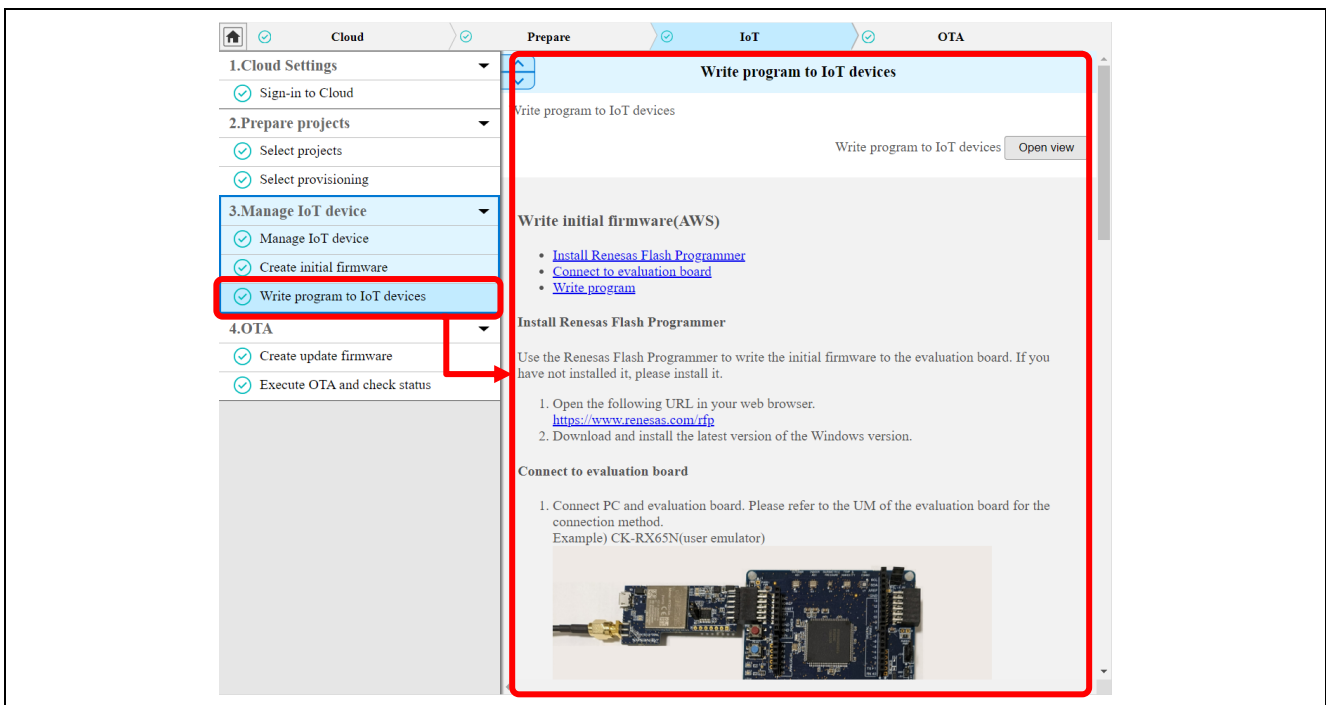 Cloud
Prepare
IoT
OTA
1.Cloud Settings
Sign-in to Cloud
2.Prepare projects
Select projects
Select provisioning
3.Manage IoT device
Manage IoT device
Create initial firmware
Write program to IoT devices
4.OTA
Create update firmware
Execute OTA and check status
Write program to IoT devices
Write program to IoT devices
Write program to IoT devices Open view
Write initial firmware(AWS)
• Install Renesas Flash Programmer
• Connect to evaluation board
• Write program
Install Renesas Flash Programmer
Use the Renesas Flash Programmer to write the initial firmware to the evaluation board. If you
have not installed it, please install it.
1. Open the following URL in your web browser.
https://www.renesas.com/rfp
2. Download and install the latest version of the Windows version.
Connect to evaluation board
1. Connect PC and evaluation board. Please refer to the UM of the evaluation board for the
connection method.
Example) CK-RX65N(user emulator)